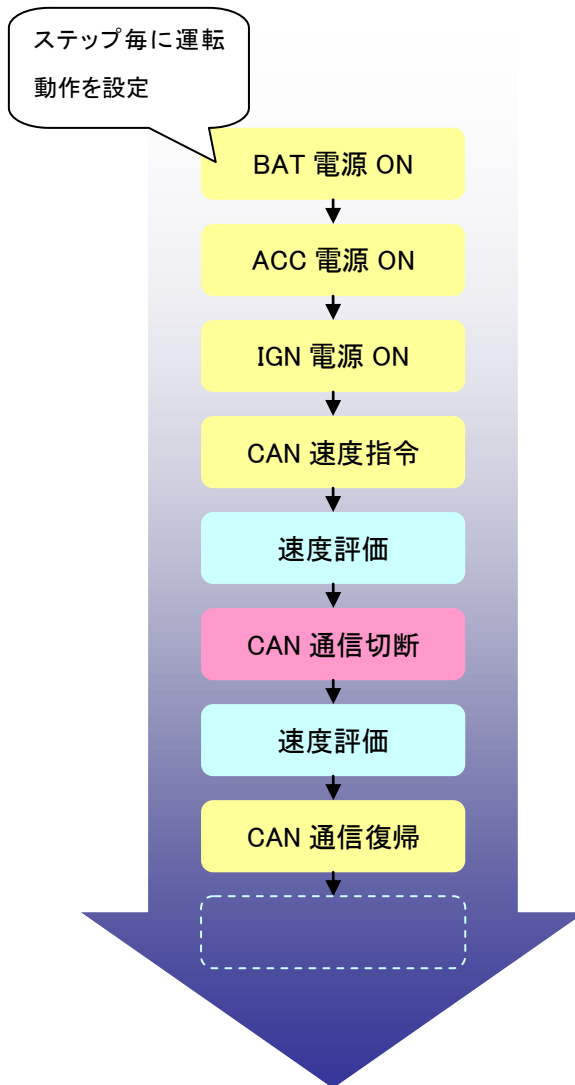 ステップ毎に運転
動作を設定
BAT 電源 ON
ACC 電源 ON
IGN 電源 ON
CAN 速度指令
速度評価
CAN 通信切断
速度評価
CAN 通信復帰